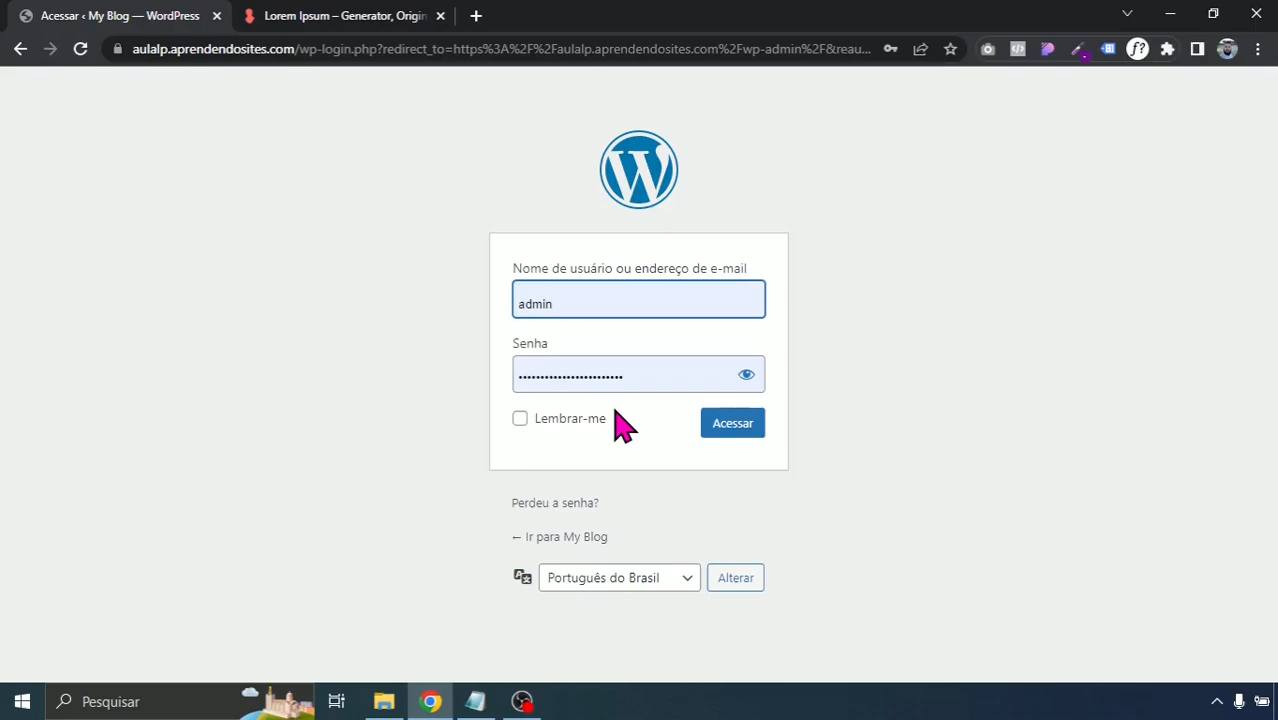 Acessar ‹ My Blog — WordPress
Lorem Ipsum – Generator, Origin
aulalp.aprendendosites.com/wp-login.php?redirect_to=https%3A%2F%2Faulalp.aprendendosites.com%2Fwp-admin%2F&reau...
f?
Nome de usuário ou endereço de e-mail
admin
Senha
Lembrar-me
Acessar
Perdeu a senha?
← Ir para My Blog
Português do Brasil
Alterar
Pesquisar